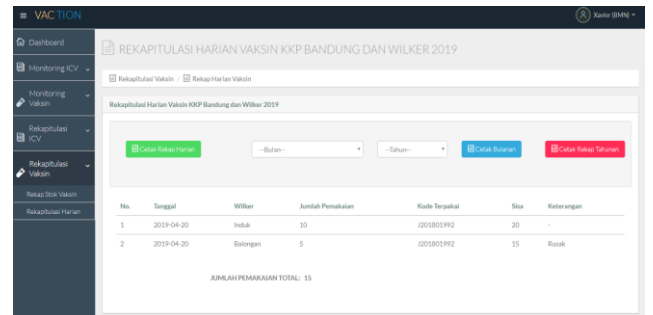 VACTION
Xavier (BMN)
Dashboard
Monitoring ICV
Monitoring
Vaksin
Rekapitulasi
ICV
Rekapitulasi
Vaksin
Rekap Stok Vaksin
Rekapitulasi Harian
REKAPITULASI HARIAN VAKSIN KKP BANDUNG DAN WILKER 2019
Rekapitulasi Vaksin / Rekap Harian Vaksin
Rekapitulasi Harian Vaksin KKP Bandung dan Wilker 2019
Cetak Rekap Harian --Bulan-- --Tahun-- Cetak Bulanan Cetak Rekap Tahunan
No. Tanggal Wilker Jumlah Pemakaian Kode Terpakai Sisa Keterangan
1 2019-04-20 Induk 10 J201801992 20 -
2 2019-04-20 Balongan 5 J201801992 15 Rusak
JUMLAH PEMAKAIAN TOTAL: 15